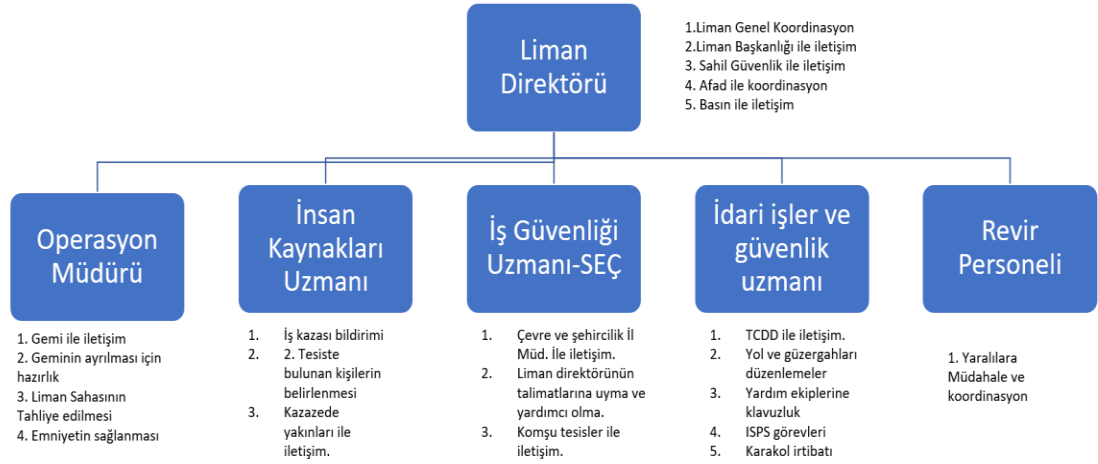 Liman
Direktörü
1.Liman Genel Koordinasyon
2.Liman Başkanlığı ile iletişim
3. Sahil Güvenlik ile iletişim
4. Afad ile koordinasyon
5. Basın ile iletişim
Operasyon
Müdürü
1. Gemi ile iletişim
2. Geminin ayrılması için
hazırlık
3. Liman Sahasının
Tahliye edilmesi
4. Emniyetin sağlanması
İnsan
Kaynakları
Uzmanı
1. İş kazası bildirimi
2. 2. Tesiste
bulunan kişilerin
belirlenmesi
3. Kazazede
yakınları ile
iletişim.
İş Güvenliği
Uzmanı-SEÇ
1. Çevre ve şehircilik İl
Müd. İle iletişim.
2. Liman direktörünün
talimatlarına uyma ve
yardımcı olma.
3. Komşu tesisler ile
iletişim.
İdari işler ve
güvenlik
uzmanı
1. TCDD ile iletişim.
2. Yol ve güzergahları
düzenlemeler
3. Yardım ekiplerine
klavuzluk
4. ISPS görevleri
5. Karakol irtibatı
Revir
Personeli
1. Yaralılara
Müdahale ve
koordinasyon